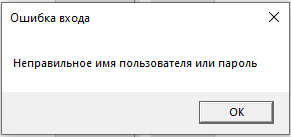 Ошибка входа
Неправильное имя пользователя или пароль
OK